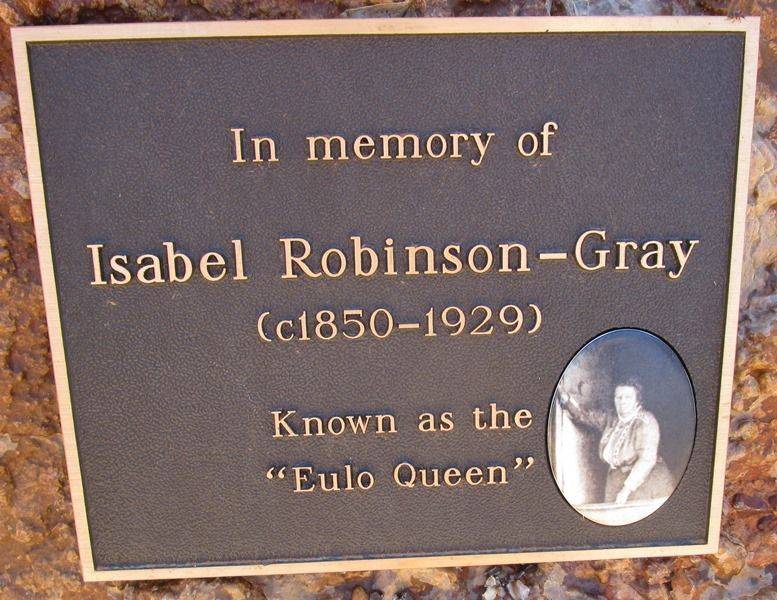 In memory of
Isabel Robinson-Gray
(c1850-1929)
Known as the
"Eulo Queen"